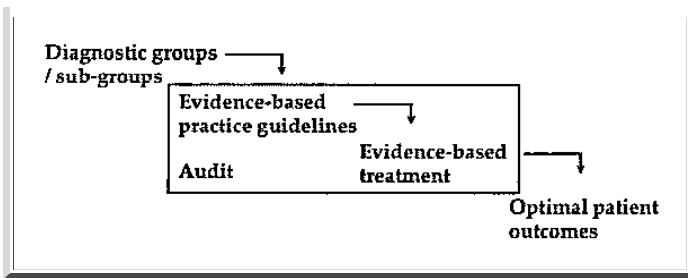 Diagnostic groups
/ sub-groups
Evidence-based
practice guidelines
Audit
Evidence-based
treatment
Optimal patient
outcomes